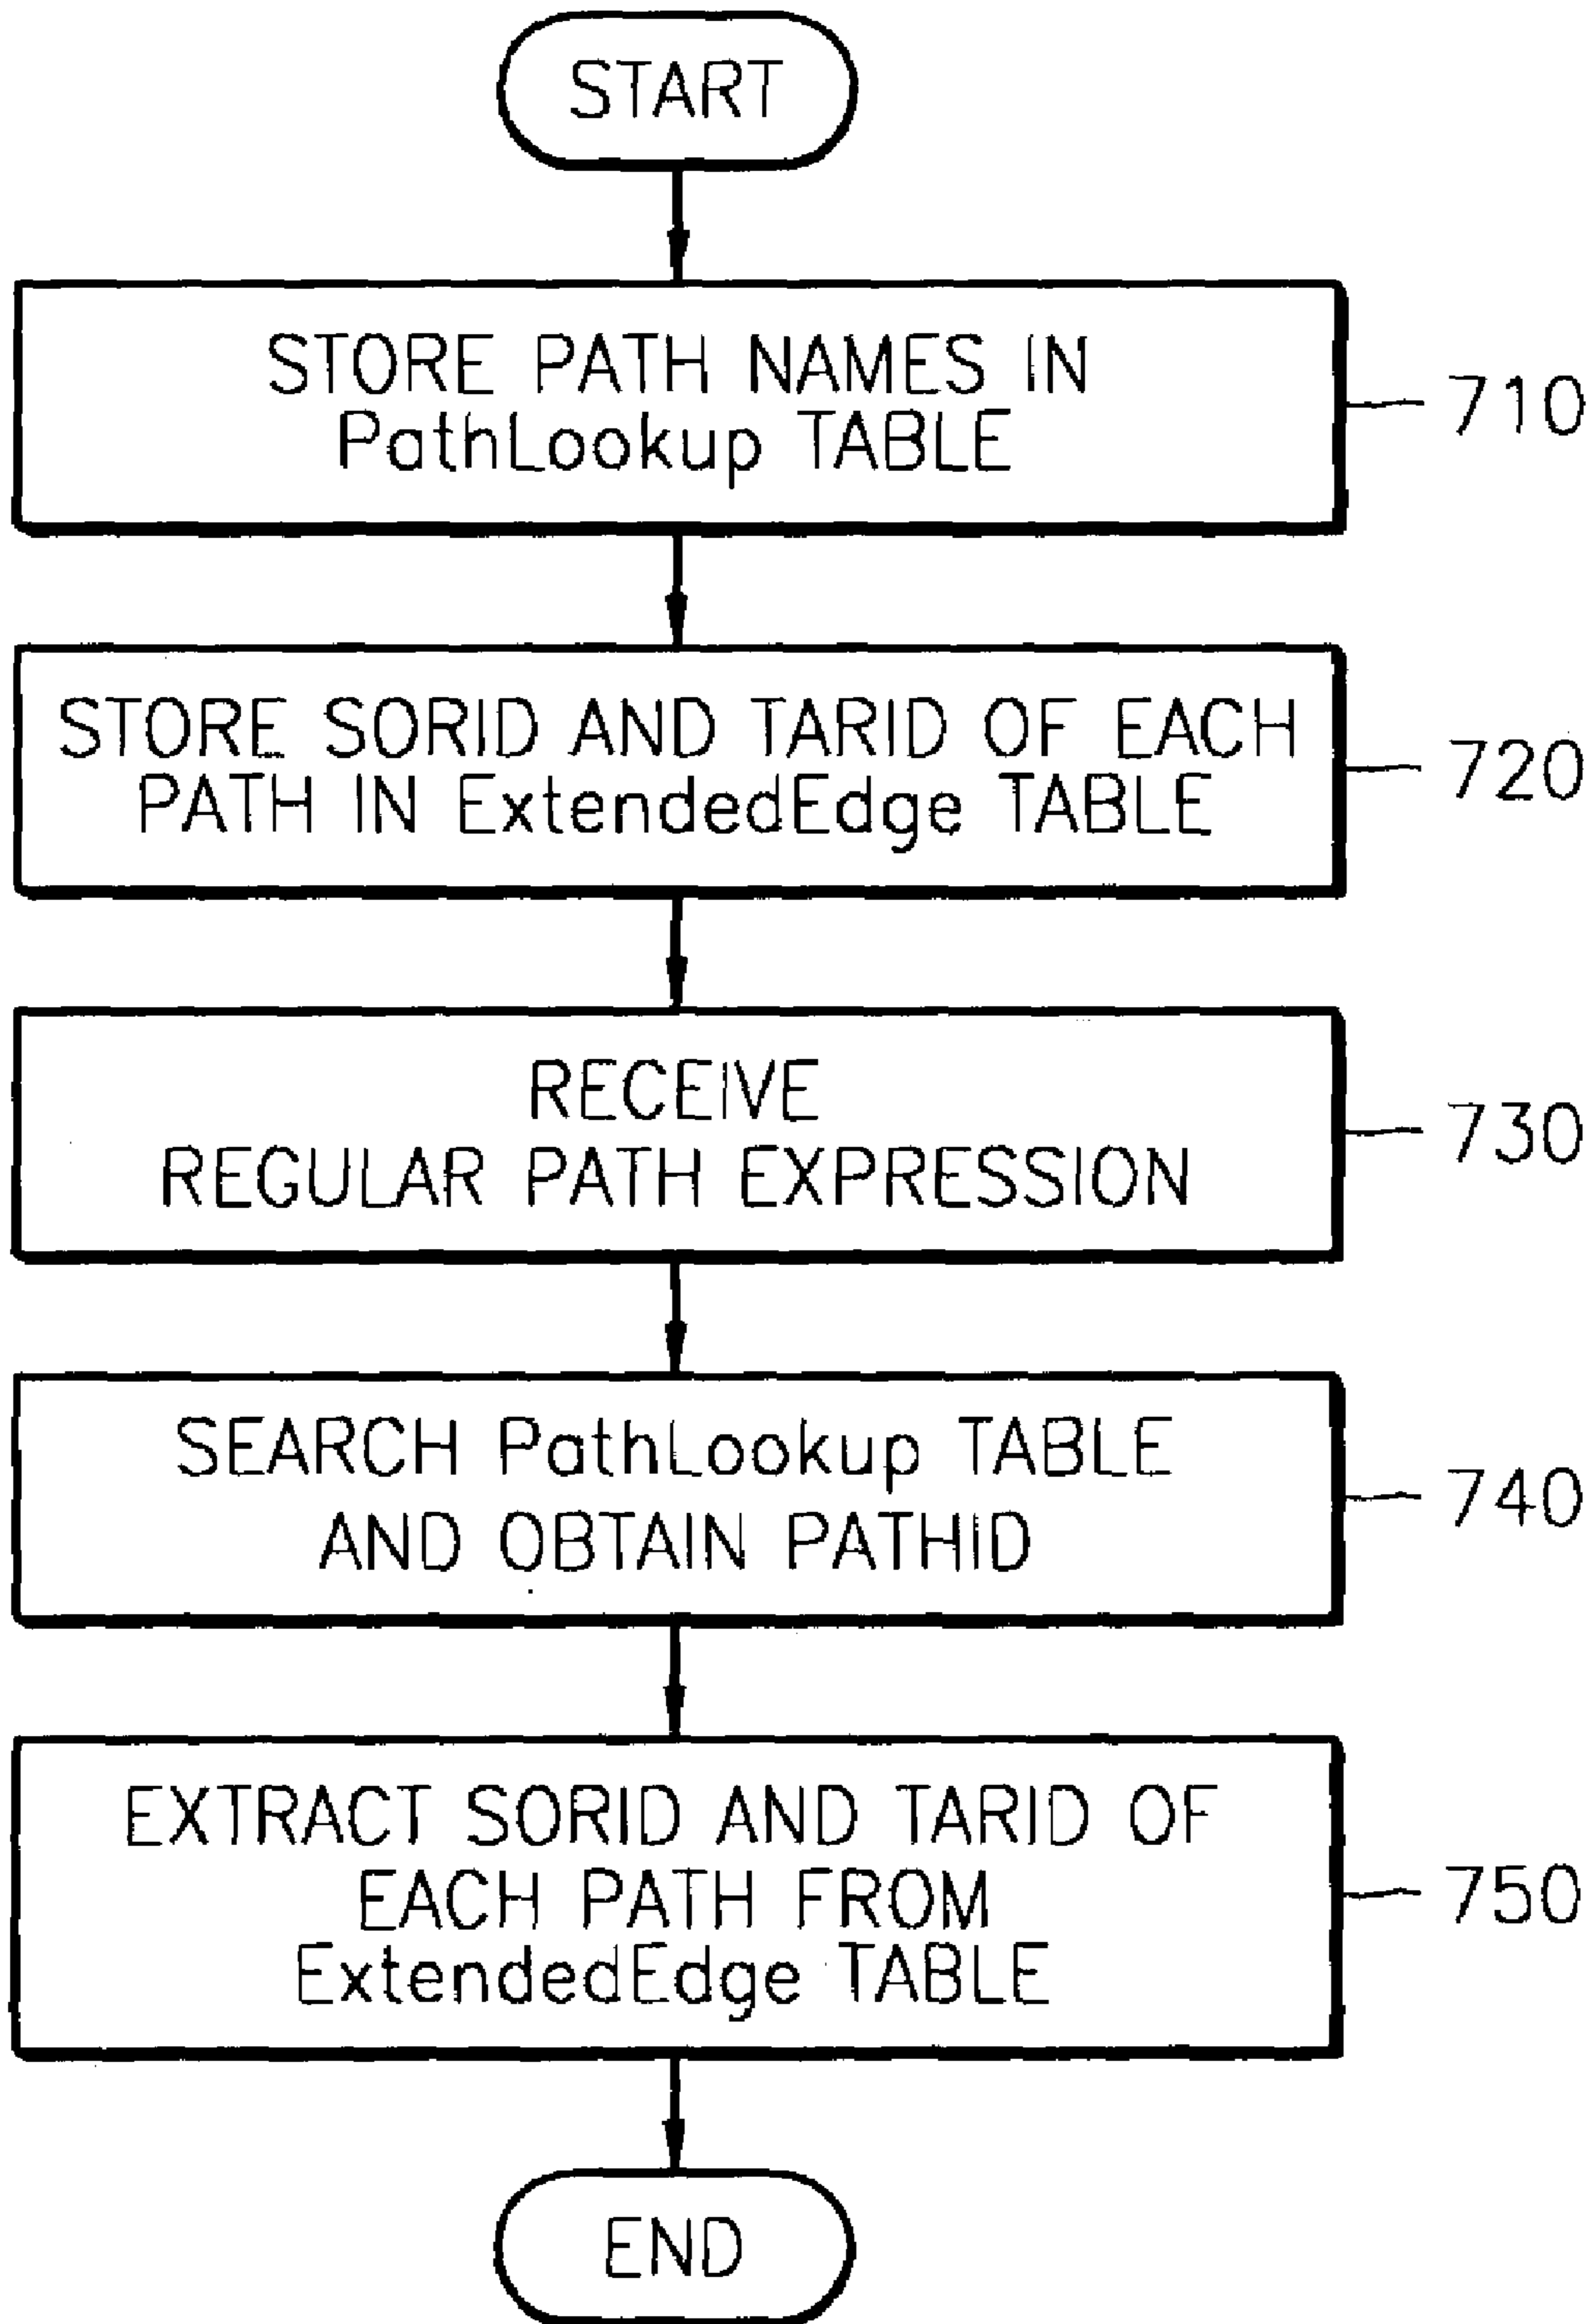 START
STORE PATH NAMES IN
PathLookup TABLE
710
STORE SORID AND TARID OF EACH
PATH IN ExtendedEdge TABLE
720
RECEIVE
REGULAR PATH EXPRESSION
730
SEARCH PathLookup TABLE
AND OBTAIN PATHID
740
EXTRACT SORID AND TARID OF
EACH PATH FROM
ExtendedEdge TABLE
750
END